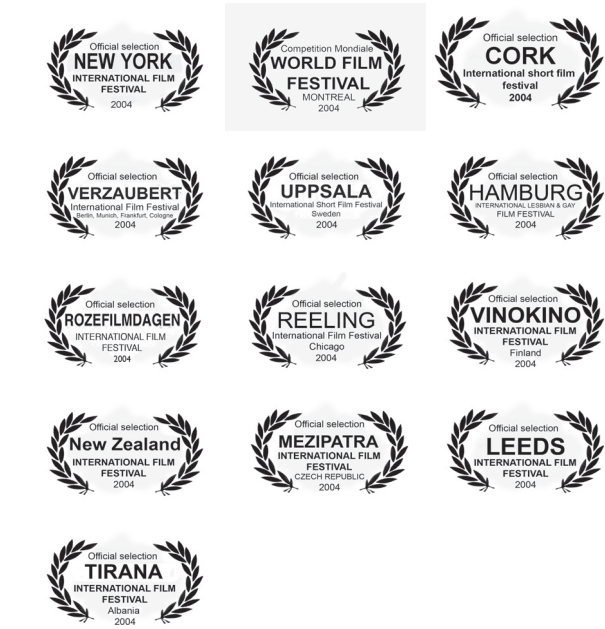 Official selection
NEW YORK
INTERNATIONAL FILM
FESTIVAL
2004
Competition Mondiale
WORLD FILM
FESTIVAL
MONTREAL
2004
Official selection
CORK
International short film
festival
2004
Official selection
VERZAUBERT
International Film Festival
Berlin, Munich, Frankfurt, Cologne
2004
Official selection
UPPSALA
International Short Film Festival
Sweden
2004
Official selection
HAMBURG
INTERNATIONAL LESBIAN & GAY
FILM FESTIVAL
2004
Official selection
ROZEFILMDAGEN
INTERNATIONAL FILM
FESTIVAL
2004
Official selection
REELING
International Film Festival
Chicago
2004
Official selection
VINOKINO
INTERNATIONAL FILM
FESTIVAL
Finland
2004
Official selection
New Zealand
INTERNATIONAL FILM
FESTIVAL
2004
Official selection
MEZIPATRA
INTERNATIONAL FILM
FESTIVAL
CZECH REPUBLIC
2004
Official selection
LEEDS
INTERNATIONAL FILM
FESTIVAL
2004
Official selection
TIRANA
INTERNATIONAL FILM
FESTIVAL
Albania
2004